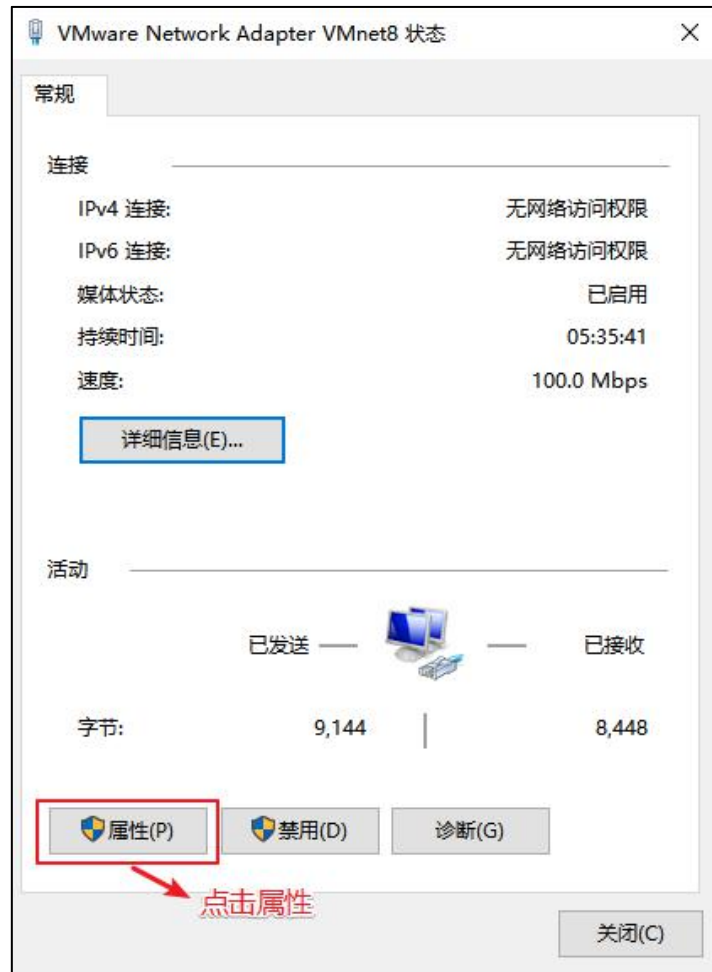 VMware Network Adapter VMnet8 状态
常规
连接
IPv4 连接: 无网络访问权限
IPv6 连接: 无网络访问权限
媒体状态: 已启用
持续时间: 05:35:41
速度: 100.0 Mbps
详细信息(E)...
活动
已发送 — — 已接收
字节: 9,144 8,448
属性(P) 禁用(D) 诊断(G)
点击属性
关闭(C)